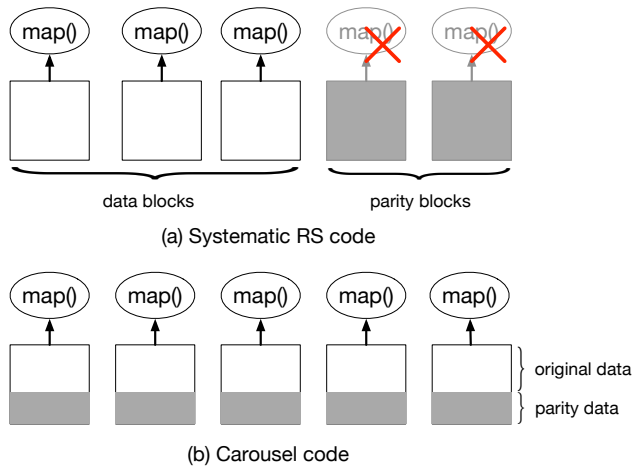 map() map() map() map() map()
data blocks parity blocks
(a) Systematic RS code
map() map() map() map() map()
original data
parity data
(b) Carousel code